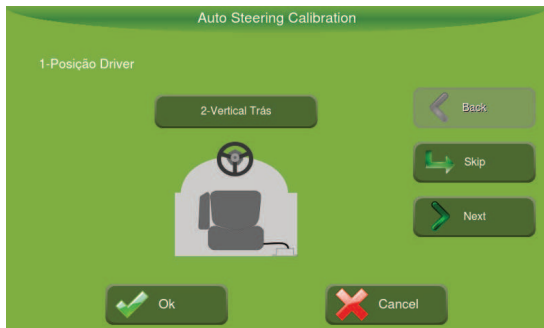 Auto Steering Calibration
1-Posição Driver
2-Vertical Trás
Back
Skip
Next
Ok
Cancel